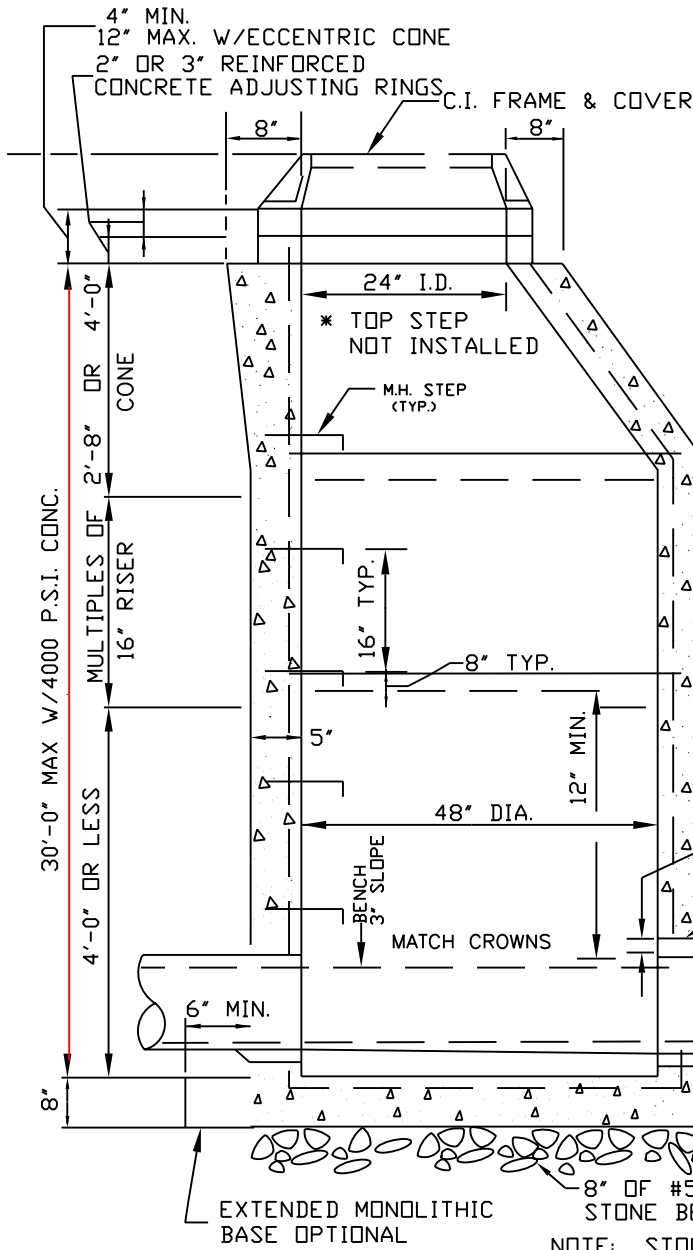 4" MIN.
12" MAX. W/ECCENTRIC CONE
2" OR 3" REINFORCED
CONCRETE ADJUSTING RINGS
C.I. FRAME & COVER
8"
8"
24" I.D.
* TOP STEP
NOT INSTALLED
M.H. STEP
(TYP.)
2'-8" OR 4'-0"
CONE
MULTIPLES OF
16" RISER
30'-0" MAX W/4000 P.S.I. CONC.
16" TYP.
8" TYP.
5"
12" MIN.
4'-0" OR LESS
48" DIA.
BENCH
3" SLOPE
MATCH CROWNS
6" MIN.
8"
8" OF #5
STONE BE
EXTENDED MONOLITHIC
BASE OPTIONAL
NOTE: STO